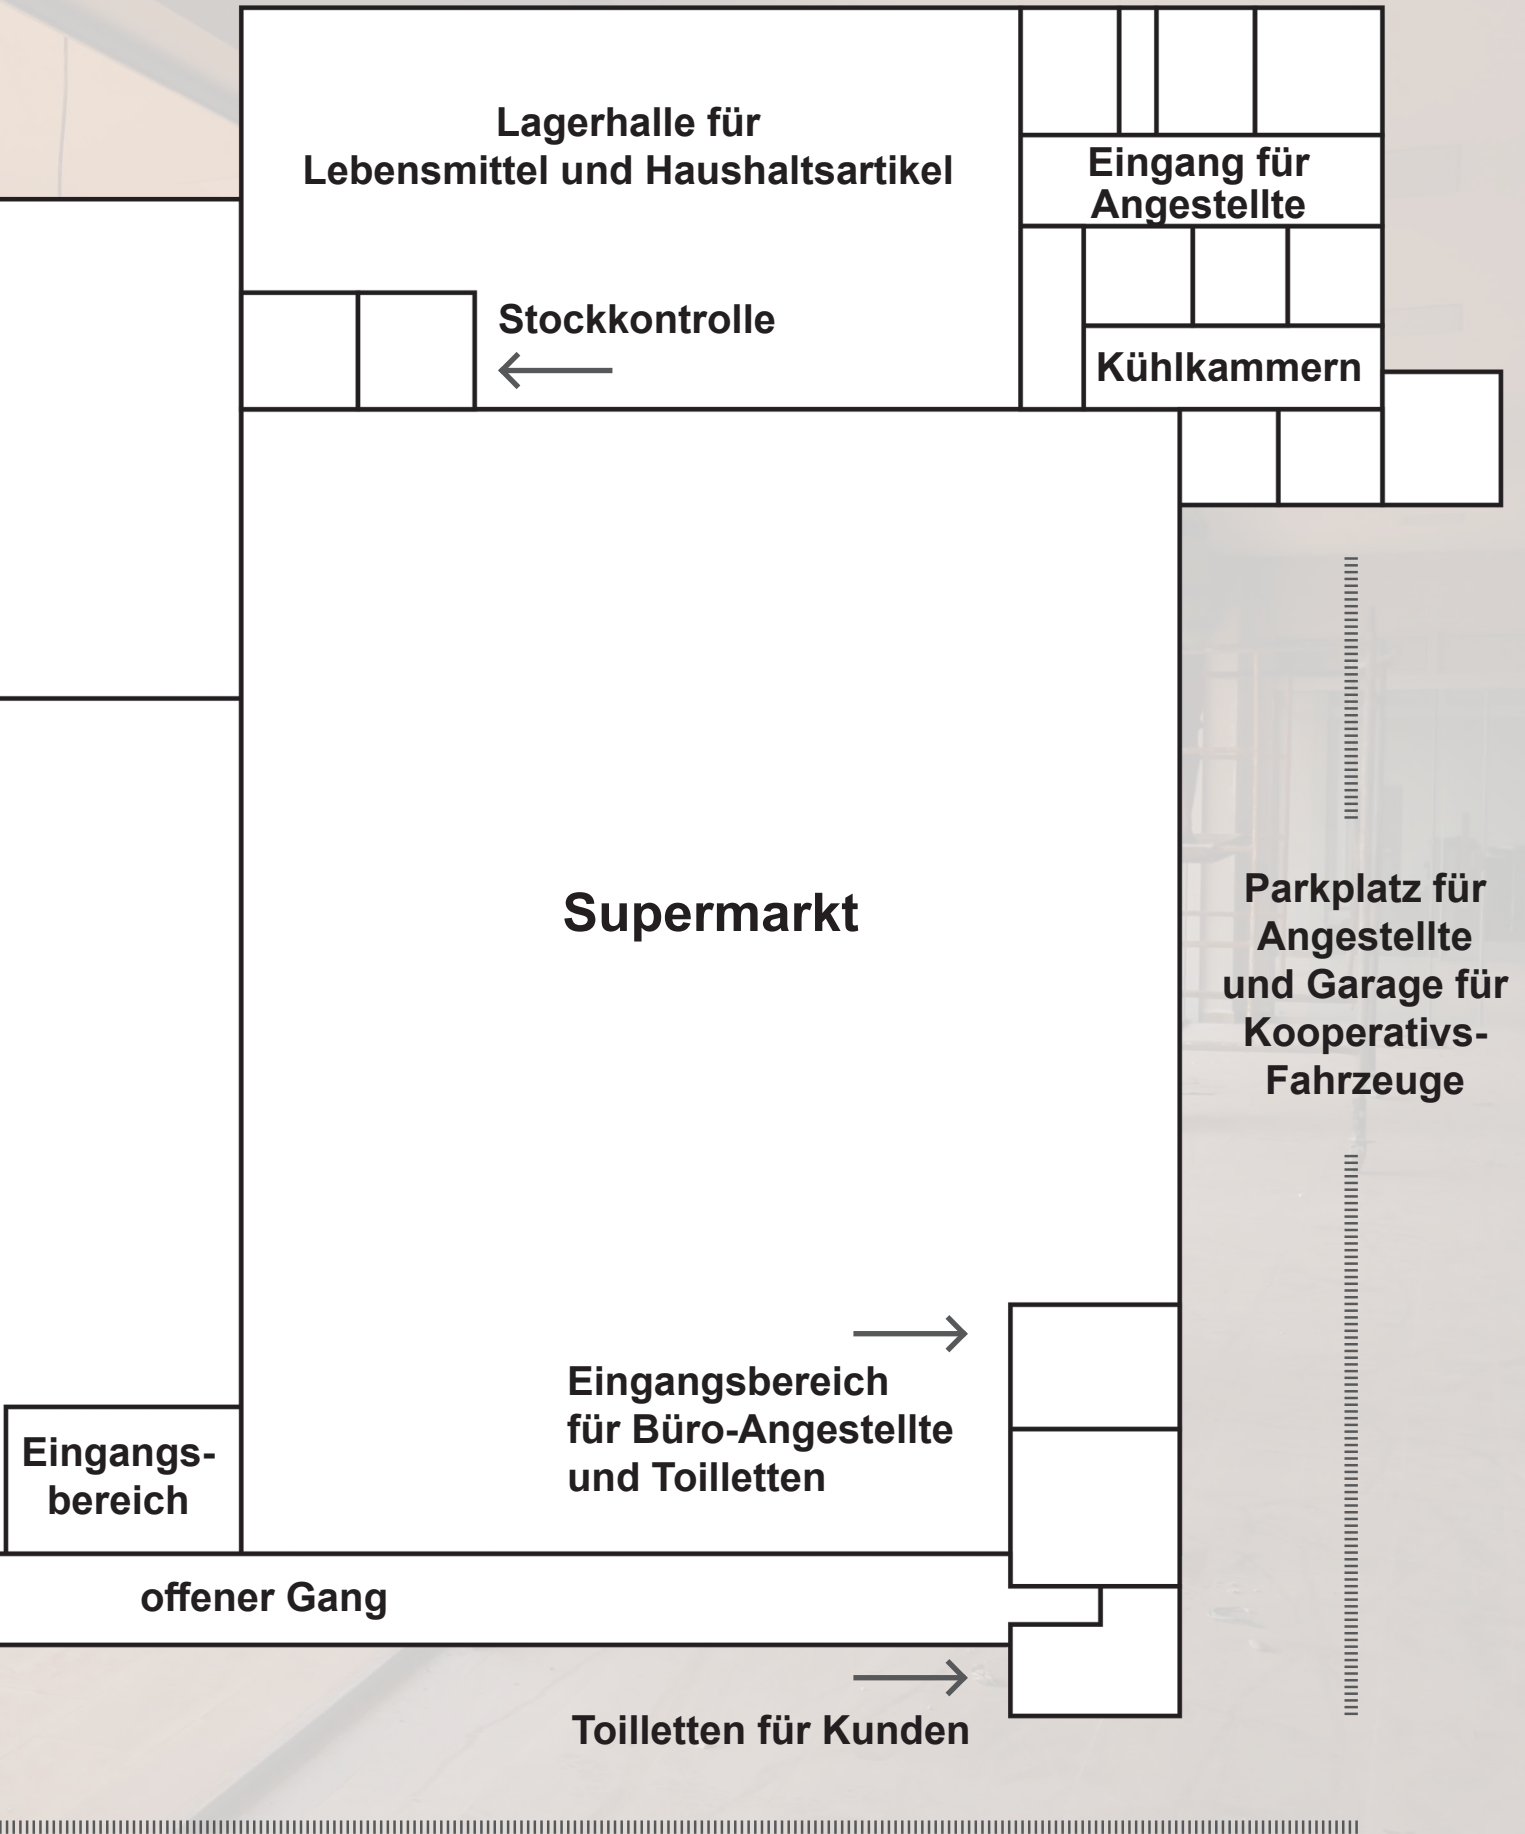 Lagerhalle für
Lebensmittel und Haushaltsartikel
Eingang für
Angestellte
Stockkontrolle
Kühlkammern
Supermarkt
Parkplatz für
Angestellte
und Garage für
Kooperativs-
Fahrzeuge
Eingangsbereich
für Büro-Angestellte
und Toilletten
Eingangs-
bereich
offener Gang
Toilletten für Kunden